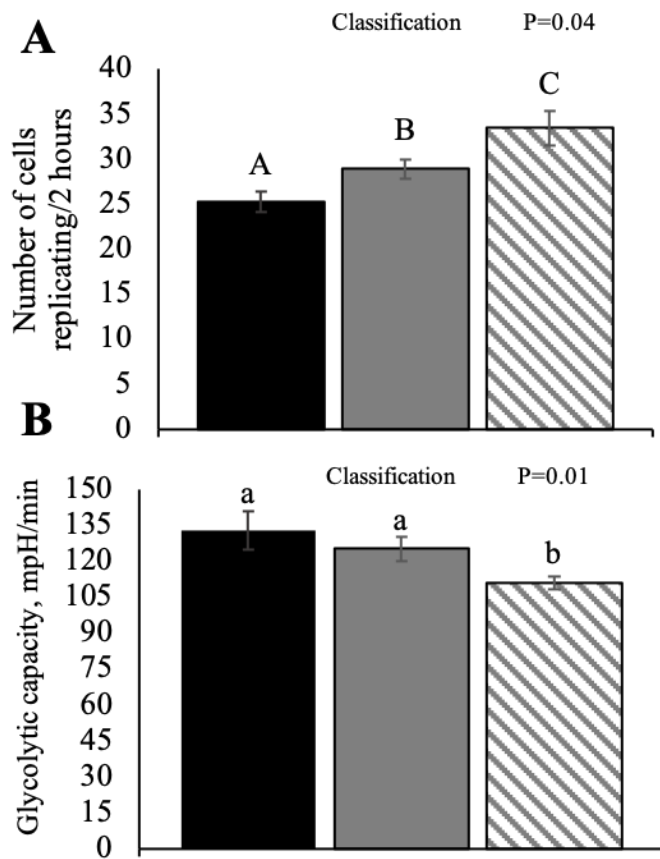 A
Classification P=0.04
Number of cells
replicating/2 hours
40
35
30
25
20
15
10
5
0
A
B
C
B
Classification P=0.01
Glycolytic capacity, mpH/min
150
135
120
105
90
75
60
45
30
15
0
a
a
b